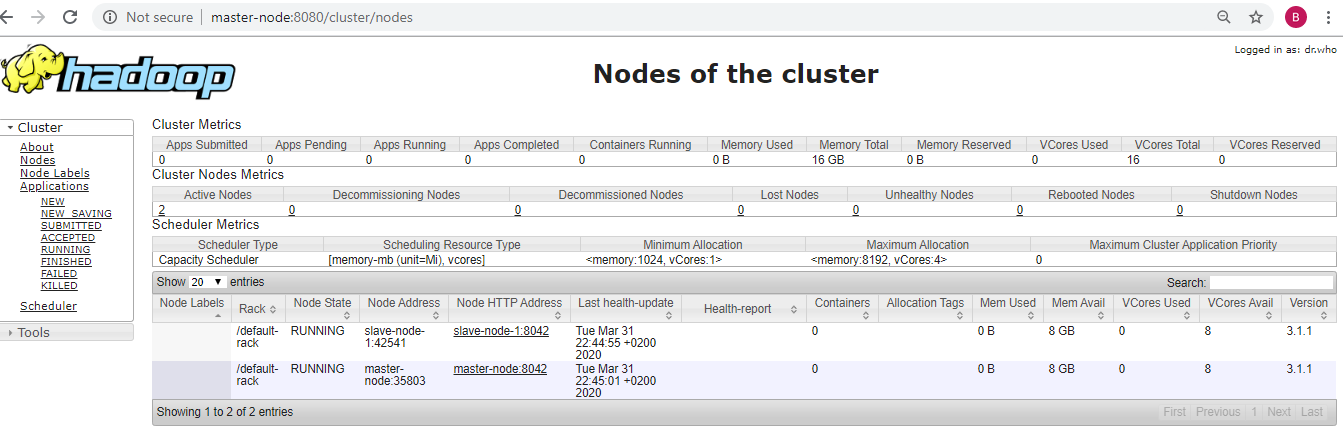 Not secure | master-node:8080/cluster/nodes B
Logged in as: dr.who
hadoop
Nodes of the cluster
Cluster
About
Nodes
Node Labels
Applications
NEW
NEW_SAVING
SUBMITTED
ACCEPTED
RUNNING
FINISHED
FAILED
KILLED
Scheduler
Tools
Cluster Metrics
Apps Submitted Apps Pending Apps Running Apps Completed Containers Running Memory Used Memory Total Memory Reserved VCores Used VCores Total VCores Reserved
0 0 0 0 0 0 B 16 GB 0 B 0 16 0
Cluster Nodes Metrics
Active Nodes Decommissioning Nodes Decommissioned Nodes Lost Nodes Unhealthy Nodes Rebooted Nodes Shutdown Nodes
2 0 0 0 0 0 0
Scheduler Metrics
Scheduler Type Scheduling Resource Type Minimum Allocation Maximum Allocation Maximum Cluster Application Priority
Capacity Scheduler [memory-mb (unit=Mi), vcores] <memory:1024, vCores:1> <memory:8192, vCores:4> 0
Show 20 entries Search:
Node Labels Rack Node State Node Address Node HTTP Address Last health-update Health-report Containers Allocation Tags Mem Used Mem Avail VCores Used VCores Avail Version
/default- RUNNING slave-node- slave-node-1:8042 Tue Mar 31 0 0 B 8 GB 0 8 3.1.1
rack 1:42541 22:44:55 +0200
2020
/default- RUNNING master- master-node:8042 Tue Mar 31 0 0 B 8 GB 0 8 3.1.1
rack node:35803 22:45:01 +0200
2020
Showing 1 to 2 of 2 entries First Previous 1 Next Last